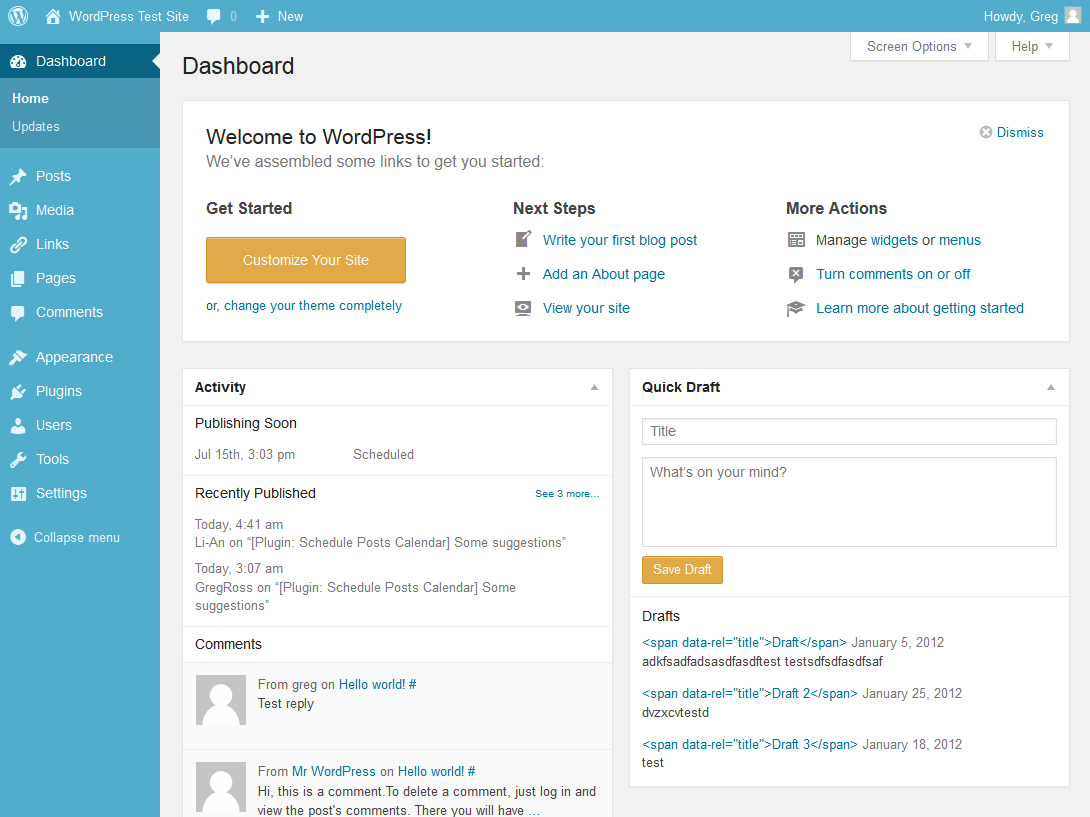 WordPress Test Site 0 New Howdy, Greg
Dashboard
Home
Updates
Posts
Media
Links
Pages
Comments
Appearance
Plugins
Users
Tools
Settings
Collapse menu
Screen Options Help
Dashboard
Welcome to WordPress!
Dismiss
We've assembled some links to get you started:
Get Started
Customize Your Site
or, change your theme completely
Next Steps
Write your first blog post
Add an About page
View your site
More Actions
Manage widgets or menus
Turn comments on or off
Learn more about getting started
Activity
Publishing Soon
Jul 15th, 3:03 pm Scheduled
Recently Published See 3 more...
Today, 4:41 am
Li-An on “[Plugin: Schedule Posts Calendar] Some suggestions”
Today, 3:07 am
GregRoss on “[Plugin: Schedule Posts Calendar] Some
suggestions”
Comments
From greg on Hello world! #
Test reply
From Mr WordPress on Hello world! #
Hi, this is a comment.To delete a comment, just log in and
view the post's comments. There you will have …
Quick Draft
Title
What's on your mind?
Save Draft
Drafts
<span data-rel="title">Draft</span> January 5, 2012
adkfsadfadsasdfasdftest testsdfsdfasdfsaf
<span data-rel="title">Draft 2</span> January 25, 2012
dvzxcvtestd
<span data-rel="title">Draft 3</span> January 18, 2012
test